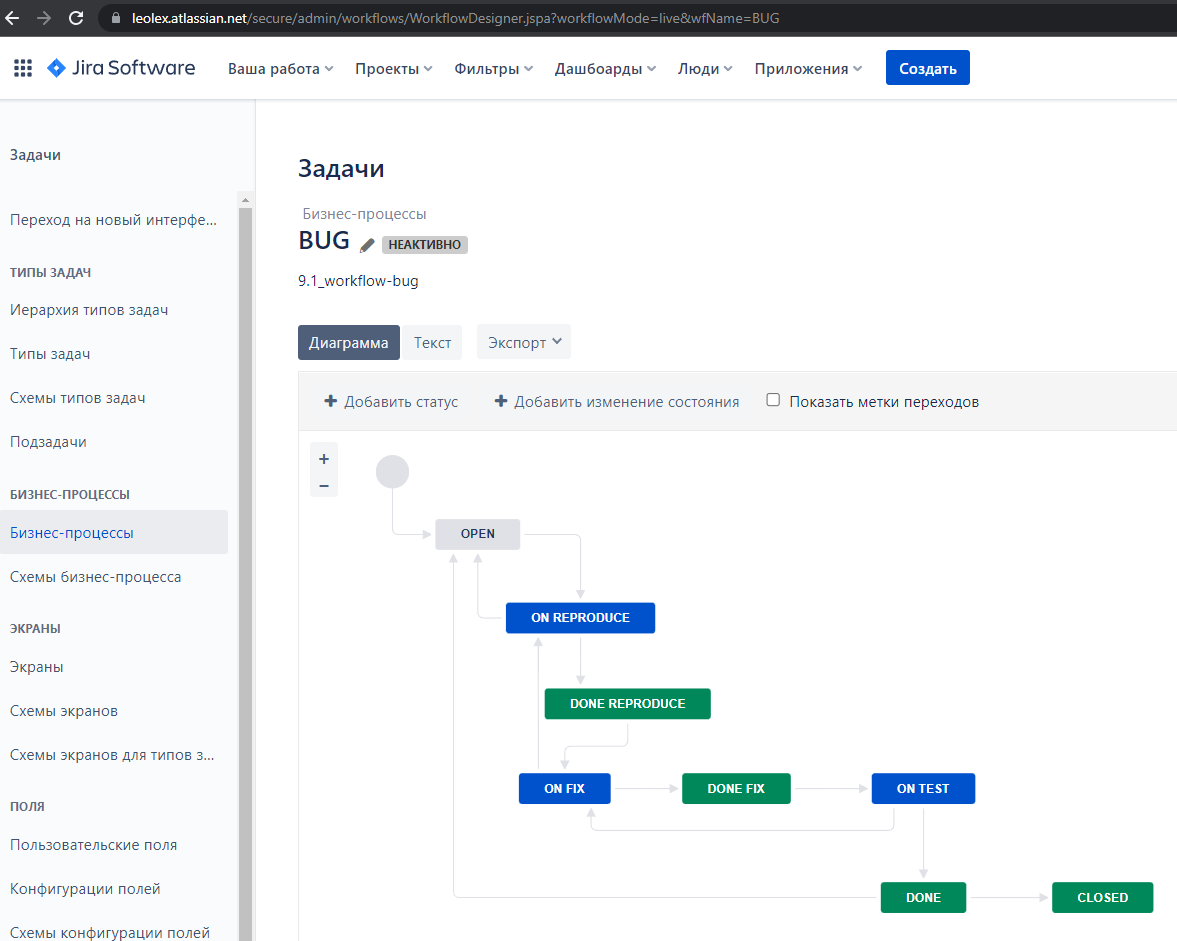 leolex.atlassian.net/secure/admin/workflows/WorkflowDesigner.jspa?workflowMode=live&wfName=BUG
Jira Software Ваша работа Проекты Фильтры Дашбоарды Люди Приложения Создать
Задачи
Переход на новый интерфе...
ТИПЫ ЗАДАЧ
Иерархия типов задач
Типы задач
Схемы типов задач
Подзадачи
БИЗНЕС-ПРОЦЕССЫ
Бизнес-процессы
Схемы бизнес-процесса
ЭКРАНЫ
Экраны
Схемы экранов
Схемы экранов для типов з...
ПОЛЯ
Пользовательские поля
Конфигурации полей
Схемы конфигурации полей
Задачи
Бизнес-процессы
BUG НЕАКТИВНО
9.1_workflow-bug
Диаграмма Текст Экспорт
+ Добавить статус + Добавить изменение состояния Показать метки переходов
+
−
OPEN
ON REPRODUCE
DONE REPRODUCE
ON FIX DONE FIX ON TEST
DONE CLOSED